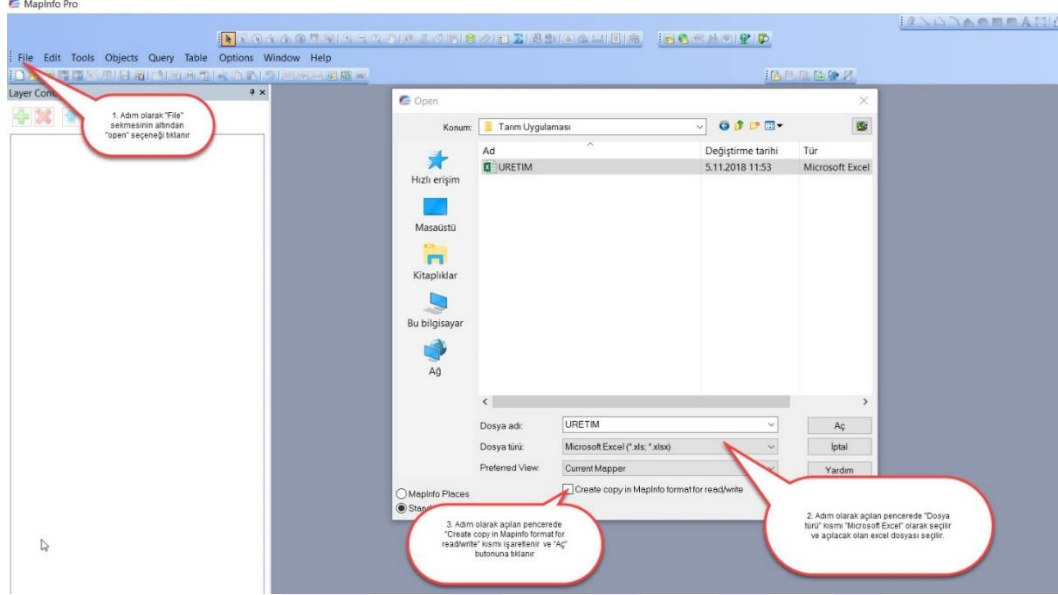 MapInfo Pro
File Edit Tools Objects Query Table Options Window Help
Layer Con
1. Adım olarak "File"
sekmesinin altından
"open" seçeneği tıklanır
Open
Konum: Tarım Uygulaması
Ad Değiştirme tarihi Tür
URETIM 5.11.2018 11:53 Microsoft Excel
Hızlı erişim
Masaüstü
Kitaplıklar
Bu bilgisayar
Ağ
Dosya adı: URETIM Aç
Dosya türü: Microsoft Excel (*.xls; *.xlsx) İptal
Preferred View: Current Mapper Yardım
Create copy in MapInfo format for read/write
MapInfo Places
Stand
3. Adım olarak açılan pencerede
"Create copy in Mapinfo format for
read/write" kısmı işaretlenir ve "Aç"
butonuna tıklanır
2. Adım olarak açılan pencerede "Dosya
türü" kısmı "Microsoft Excel" olarak seçilir
ve açılacak olan excel dosyası seçilir.